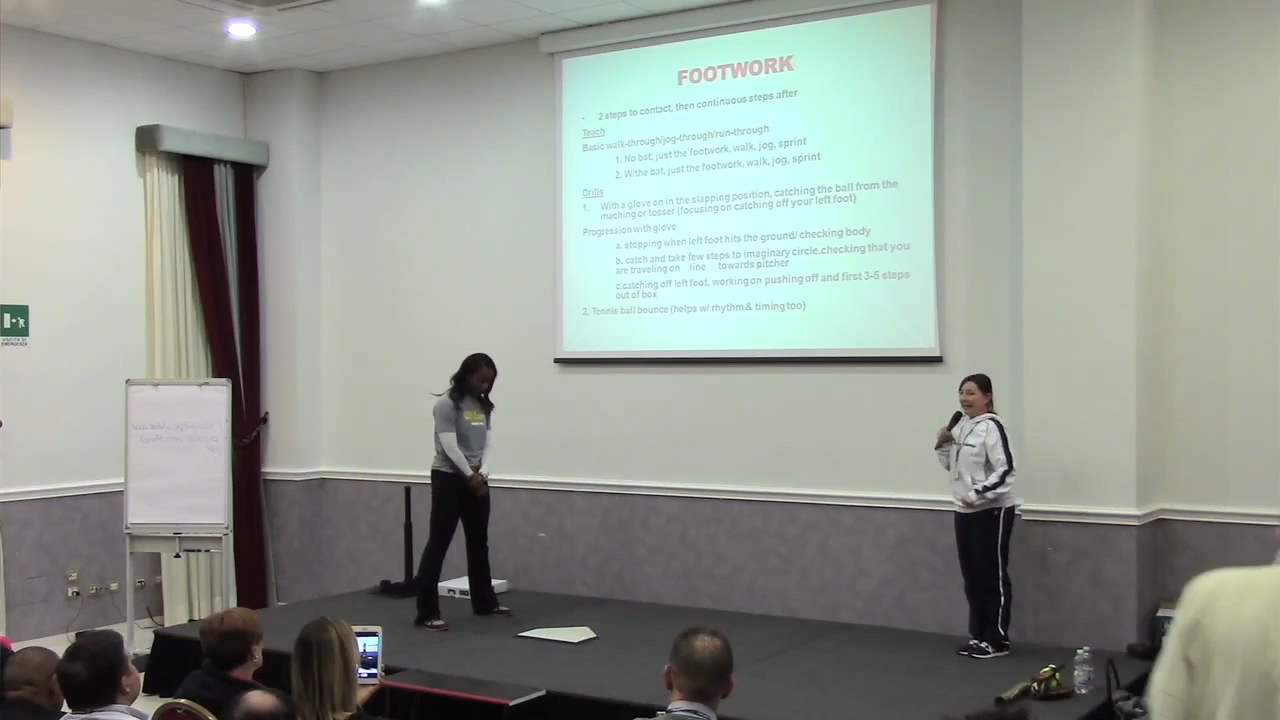 FOOTWORK
• 2 steps to contact, then continuous steps after
Teach
Basic walk-through/jog-through/run-through
1. No bat, just the footwork, walk, jog, sprint
2. W/the bat, just the footwork, walk, jog, sprint
Drills
1. With a glove on in the slapping position, catching the ball from the
maching or tosser (focusing on catching off your left foot)
Progression with glove
a. stopping when left foot hits the ground/ checking body
b. catch and take few steps to imaginary circle.checking that you
are traveling on line towards pitcher
c.catching off left foot, working on pushing off and first 3-5 steps
out of box
2. Tennis ball bounce (helps w/ rhythm & timing too)
USCITA DI
EMERGENZA